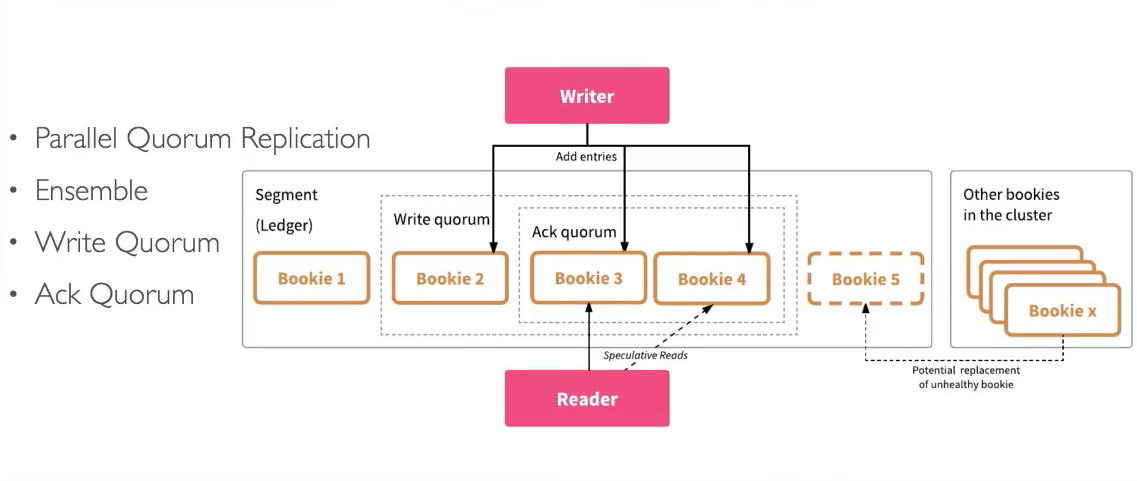 • Parallel Quorum Replication
• Ensemble
• Write Quorum
• Ack Quorum
Writer
Add entries
Segment
(Ledger)
Write quorum
Ack quorum
Bookie 1
Bookie 2
Bookie 3
Bookie 4
Bookie 5
Other bookies
in the cluster
Bookie x
Speculative Reads
Potential replacement
of unhealthy bookie
Reader